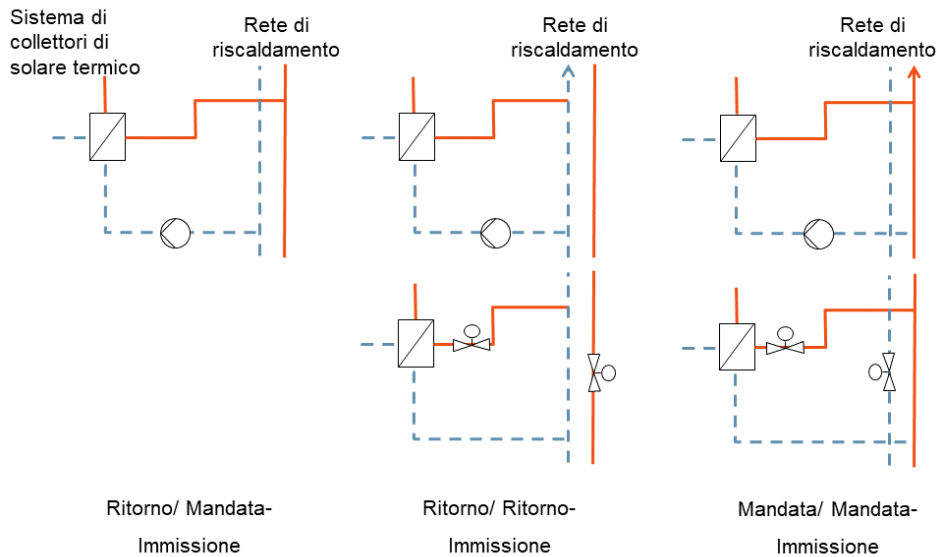 Sistema di
collettori di
solare termico
Rete di
riscaldamento
Rete di
riscaldamento
Rete di
riscaldamento
Ritorno/ Mandata-
Immissione
Ritorno/ Ritorno-
Immissione
Mandata/ Mandata-
Immissione